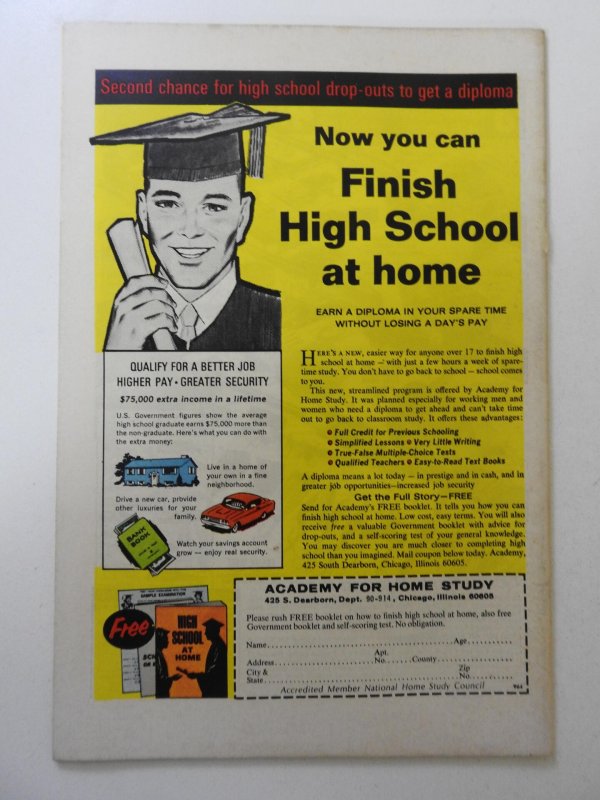 Second chance for high school drop-outs to get a diploma
Now you can
Finish
High School
at home
EARN A DIPLOMA IN YOUR SPARE TIME
WITHOUT LOSING A DAY'S PAY
HERE'S A NEW, easier way for anyone over 17 to finish high
school at home — with just a few hours a week of spare-
time study. You don't have to go back to school — school comes
to you.
This new, streamlined program is offered by Academy for
Home Study. It was planned especially for working men and
women who need a diploma to get ahead and can't take time
out to go back to classroom study. It offers these advantages:
Full Credit for Previous Schooling
Simplified Lessons • Very Little Writing
True-False Multiple-Choice Tests
Qualified Teachers • Easy-to-Read Text Books
A diploma means a lot today — in prestige and in cash, and in
greater job opportunities—increased job security
Get the Full Story—FREE
Send for Academy's FREE booklet. It tells you how you can
finish high school at home. Low cost, easy terms. You will also
receive free a valuable Government booklet with advice for
drop-outs, and a self-scoring test of your general knowledge.
You may discover you are much closer to completing high
school than you imagined. Mail coupon below today. Academy,
425 South Dearborn, Chicago, Illinois 60605.
QUALIFY FOR A BETTER JOB
HIGHER PAY • GREATER SECURITY
$75,000 extra income in a lifetime
U.S. Government figures show the average
high school graduate earns $75,000 more than
the non-graduate. Here's what you can do with
the extra money:
Live in a home of
your own in a fine
neighborhood.
Drive a new car, provide
other luxuries for your
family.
BANK
BOOK
Watch your savings account
grow — enjoy real security.
SAMPLE EXAMINATION
Free
HIGH
SCHOOL
AT
HOME
ACADEMY FOR HOME STUDY
425 S. Dearborn, Dept. 90-914, Chicago, Illinois 60605
Please rush FREE booklet on how to finish high school at home, also free
Government booklet and self-scoring test. No obligation.
Name Age
Apt.
Address No. County
City & Zip
State No.
Accredited Member National Home Study Council